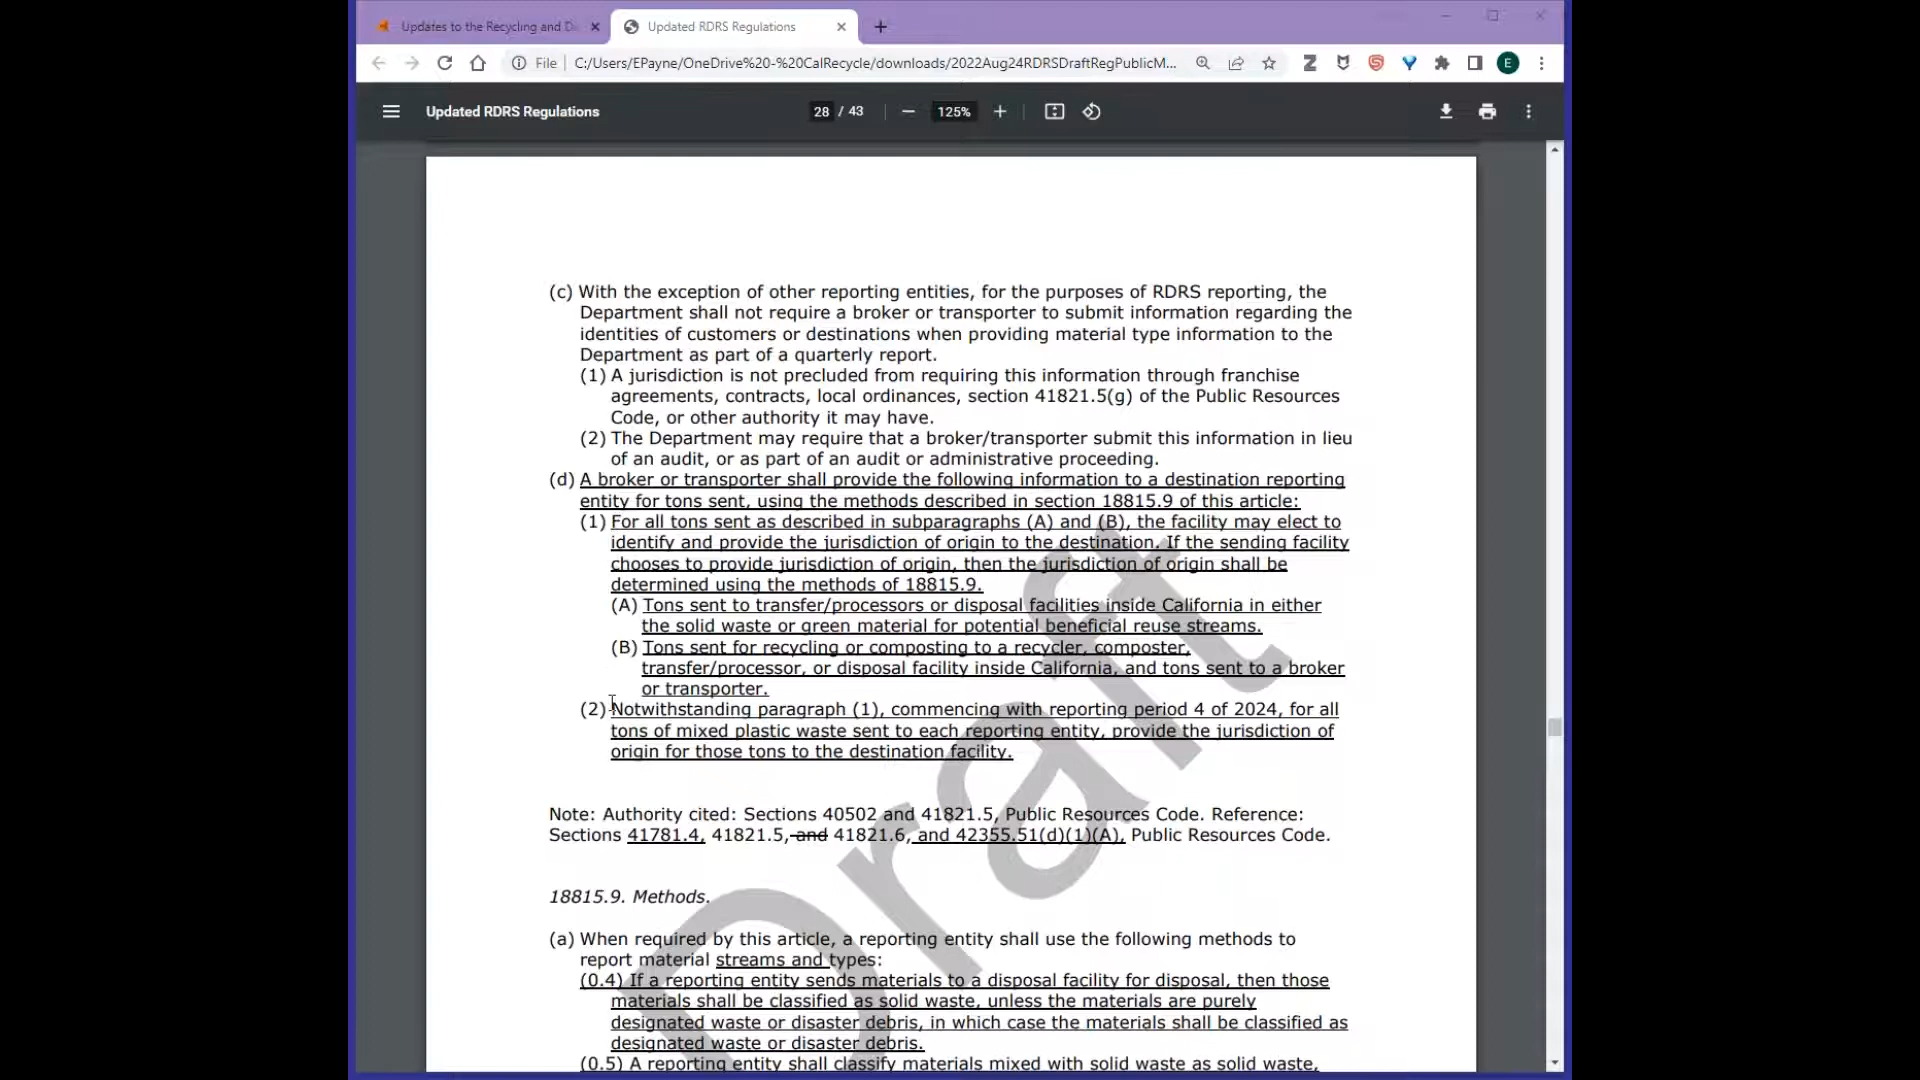 Updates to the Recycling and Di
Updated RDRS Regulations
File C:/Users/EPayne/OneDrive%20-%20CalRecycle/downloads/2022Aug24RDRSDraftRegPublicM...
E
Updated RDRS Regulations
28 / 43
125%
(c) With the exception of other reporting entities, for the purposes of RDRS reporting, the
Department shall not require a broker or transporter to submit information regarding the
identities of customers or destinations when providing material type information to the
Department as part of a quarterly report.
(1) A jurisdiction is not precluded from requiring this information through franchise
agreements, contracts, local ordinances, section 41821.5(g) of the Public Resources
Code, or other authority it may have.
(2) The Department may require that a broker/transporter submit this information in lieu
of an audit, or as part of an audit or administrative proceeding.
(d) A broker or transporter shall provide the following information to a destination reporting
entity for tons sent, using the methods described in section 18815.9 of this article:
(1) For all tons sent as described in subparagraphs (A) and (B), the facility may elect to
identify and provide the jurisdiction of origin to the destination. If the sending facility
chooses to provide jurisdiction of origin, then the jurisdiction of origin shall be
determined using the methods of 18815.9.
(A) Tons sent to transfer/processors or disposal facilities inside California in either
the solid waste or green material for potential beneficial reuse streams.
(B) Tons sent for recycling or composting to a recycler, composter,
transfer/processor, or disposal facility inside California, and tons sent to a broker
or transporter.
(2) Notwithstanding paragraph (1), commencing with reporting period 4 of 2024, for all
tons of mixed plastic waste sent to each reporting entity, provide the jurisdiction of
origin for those tons to the destination facility.
Note: Authority cited: Sections 40502 and 41821.5, Public Resources Code. Reference:
Sections 41781.4, 41821.5, and 41821.6, and 42355.51(d)(1)(A), Public Resources Code.
18815.9. Methods.
(a) When required by this article, a reporting entity shall use the following methods to
report material streams and types:
(0.4) If a reporting entity sends materials to a disposal facility for disposal, then those
materials shall be classified as solid waste, unless the materials are purely
designated waste or disaster debris, in which case the materials shall be classified as
designated waste or disaster debris.
(0.5) A reporting entity shall classify materials mixed with solid waste as solid waste,
Draft